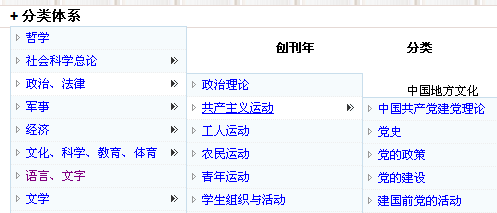 + 分类体系
哲学
社会科学总论
政治、法律
军事
经济
文化、科学、教育、体育
语言、文字
文学
创刊年
分类
中国地方文化
政治理论
共产主义运动
工人运动
农民运动
青年运动
学生组织与活动
中国共产党建党理论
党史
党的政策
党的建设
建国前党的活动